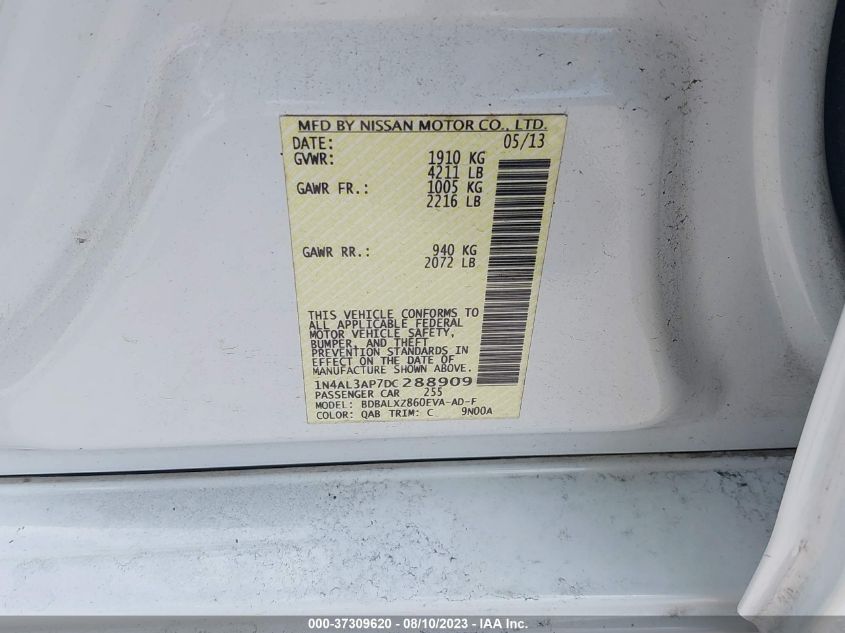 MFD BY NISSAN MOTOR CO., LTD.
DATE: 05/13
GVWR: 1910 KG
4211 LB
GAWR FR.: 1005 KG
2216 LB
GAWR RR.: 940 KG
2072 LB
THIS VEHICLE CONFORMS TO
ALL APPLICABLE FEDERAL
MOTOR VEHICLE SAFETY,
BUMPER, AND THEFT
PREVENTION STANDARDS IN
EFFECT ON THE DATE OF
MANUFACTURE SHOWN ABOVE.
1N4AL3AP7DC288909
PASSENGER CAR 255
MODEL: BDBALXZ860EVA-AD-F
COLOR: QAB TRIM: C 9N00A
000-37309620 - 08/10/2023 - IAA Inc.